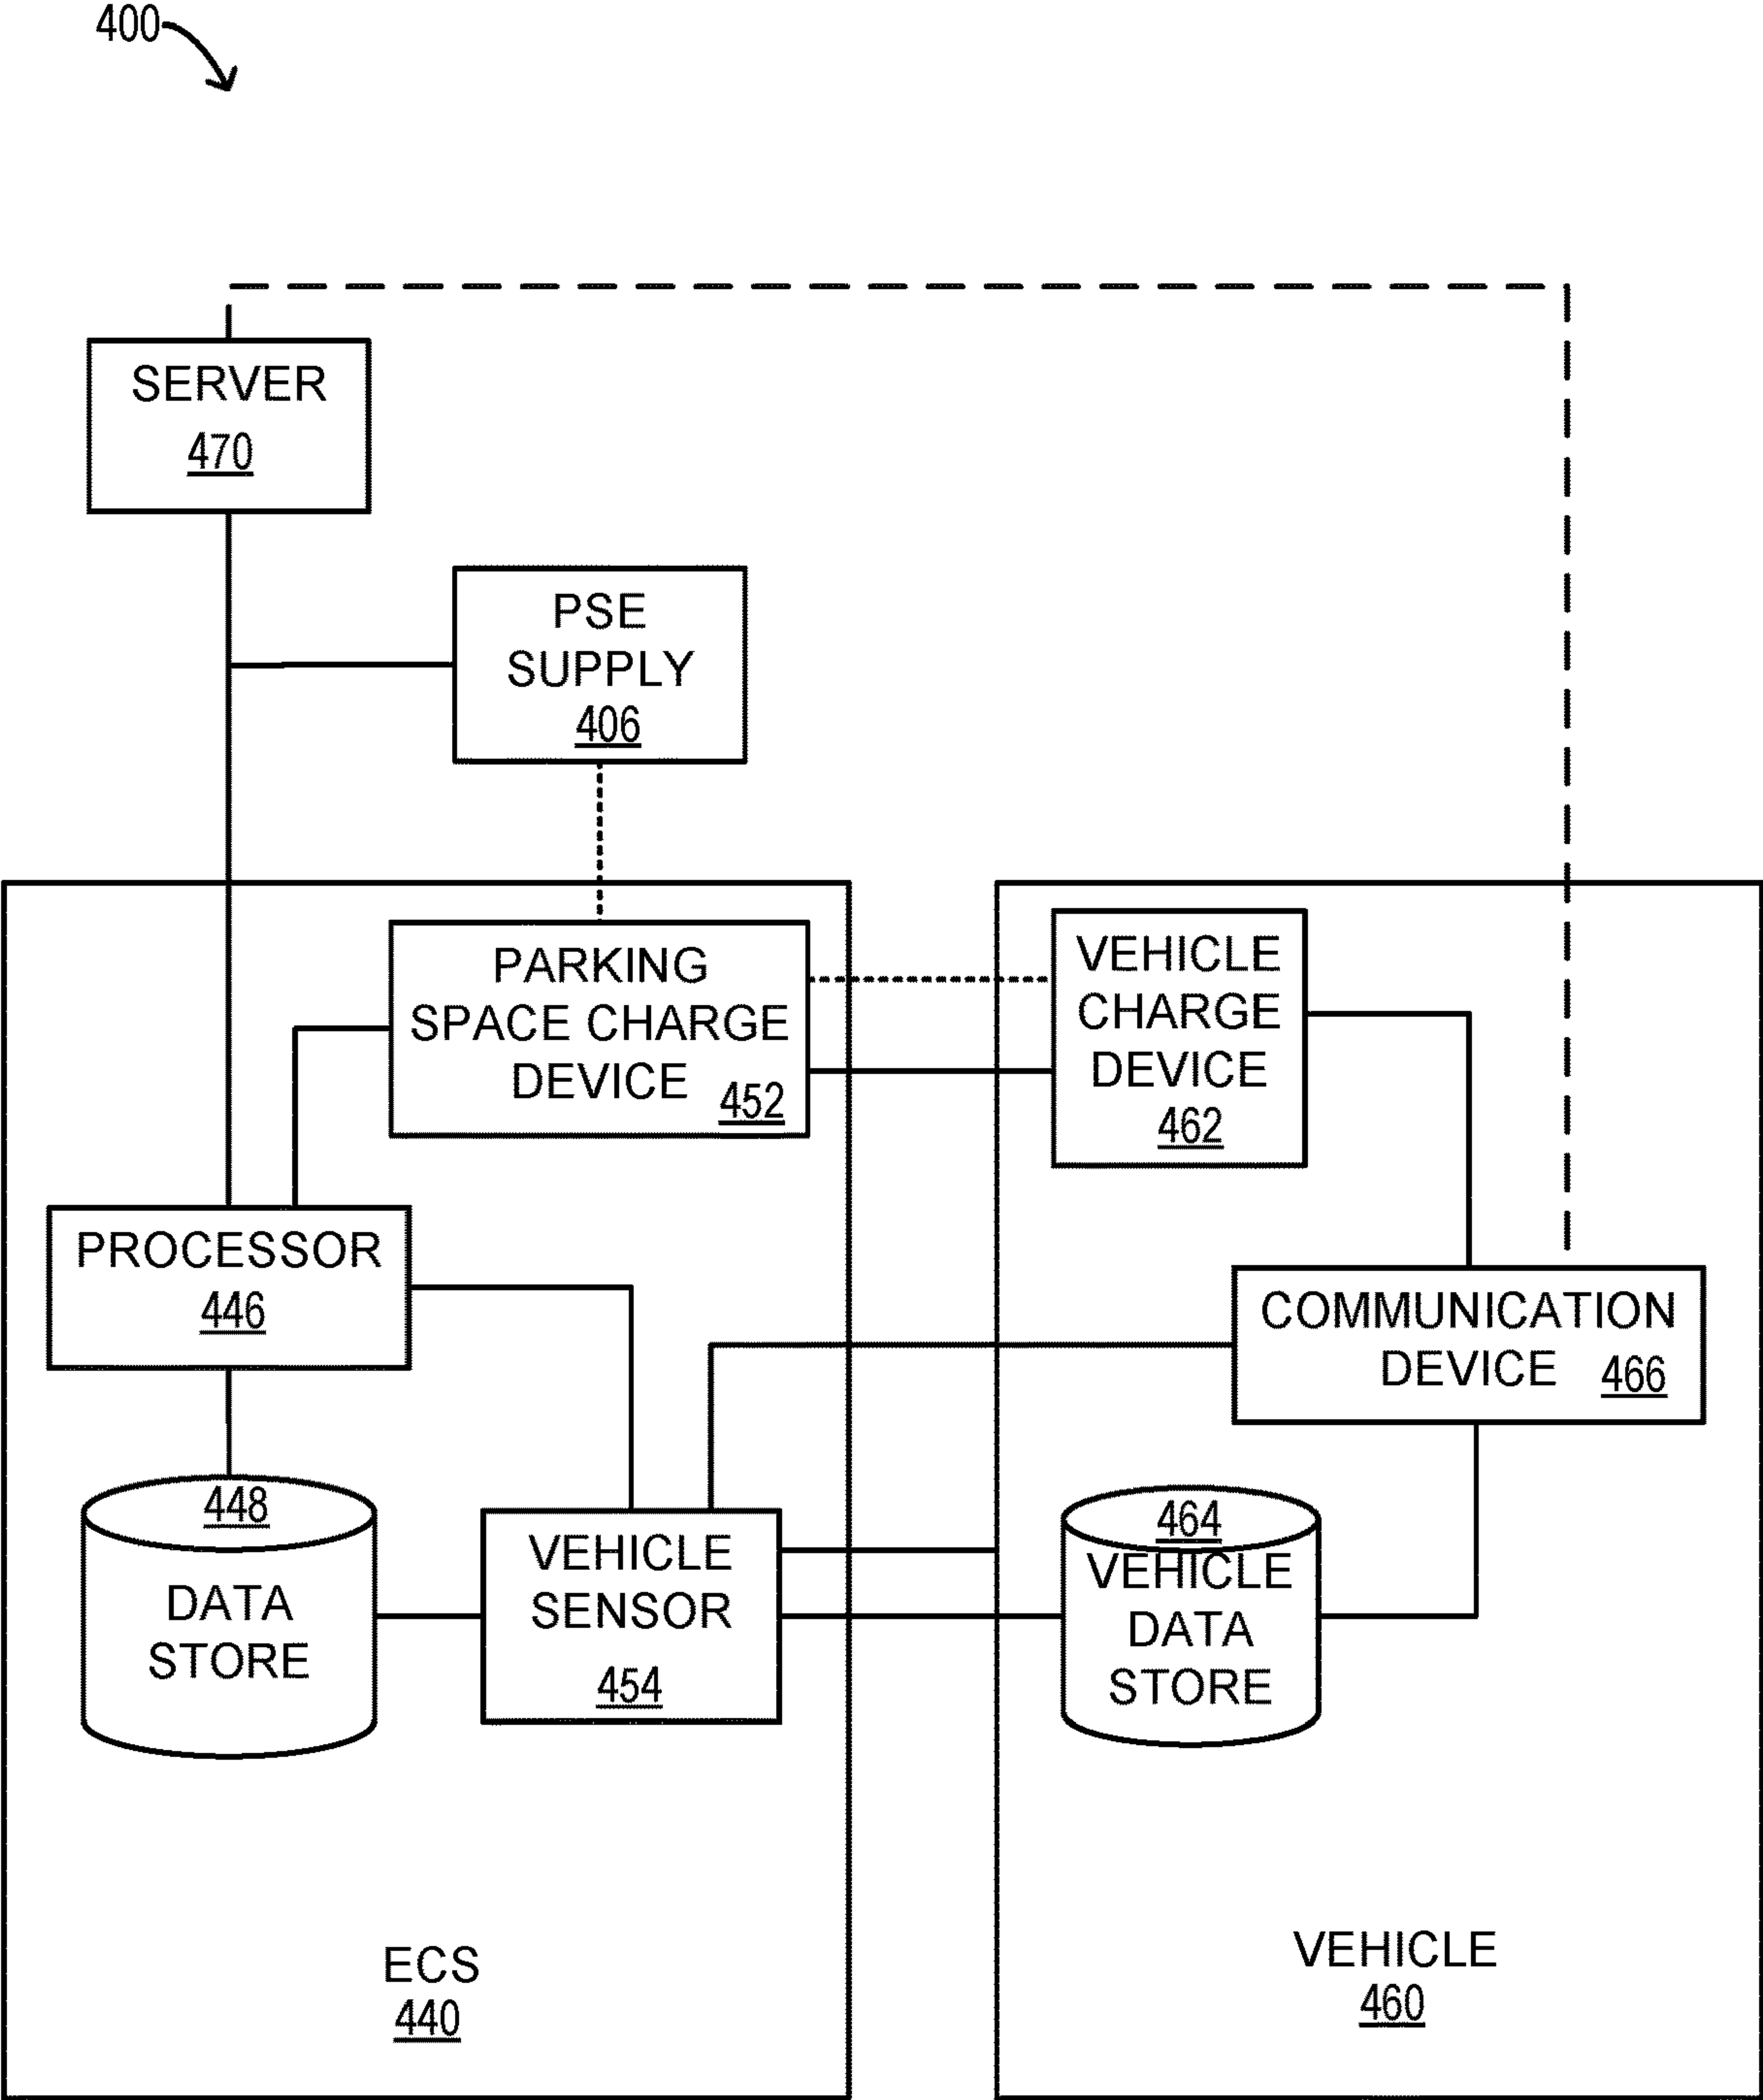 400
SERVER
470
PSE
SUPPLY
406
PARKING
SPACE CHARGE
DEVICE
452
VEHICLE
CHARGE
DEVICE
462
PROCESSOR
446
COMMUNICATION
DEVICE
466
448
DATA
STORE
VEHICLE
SENSOR
454
464
VEHICLE
DATA
STORE
ECS
440
VEHICLE
460